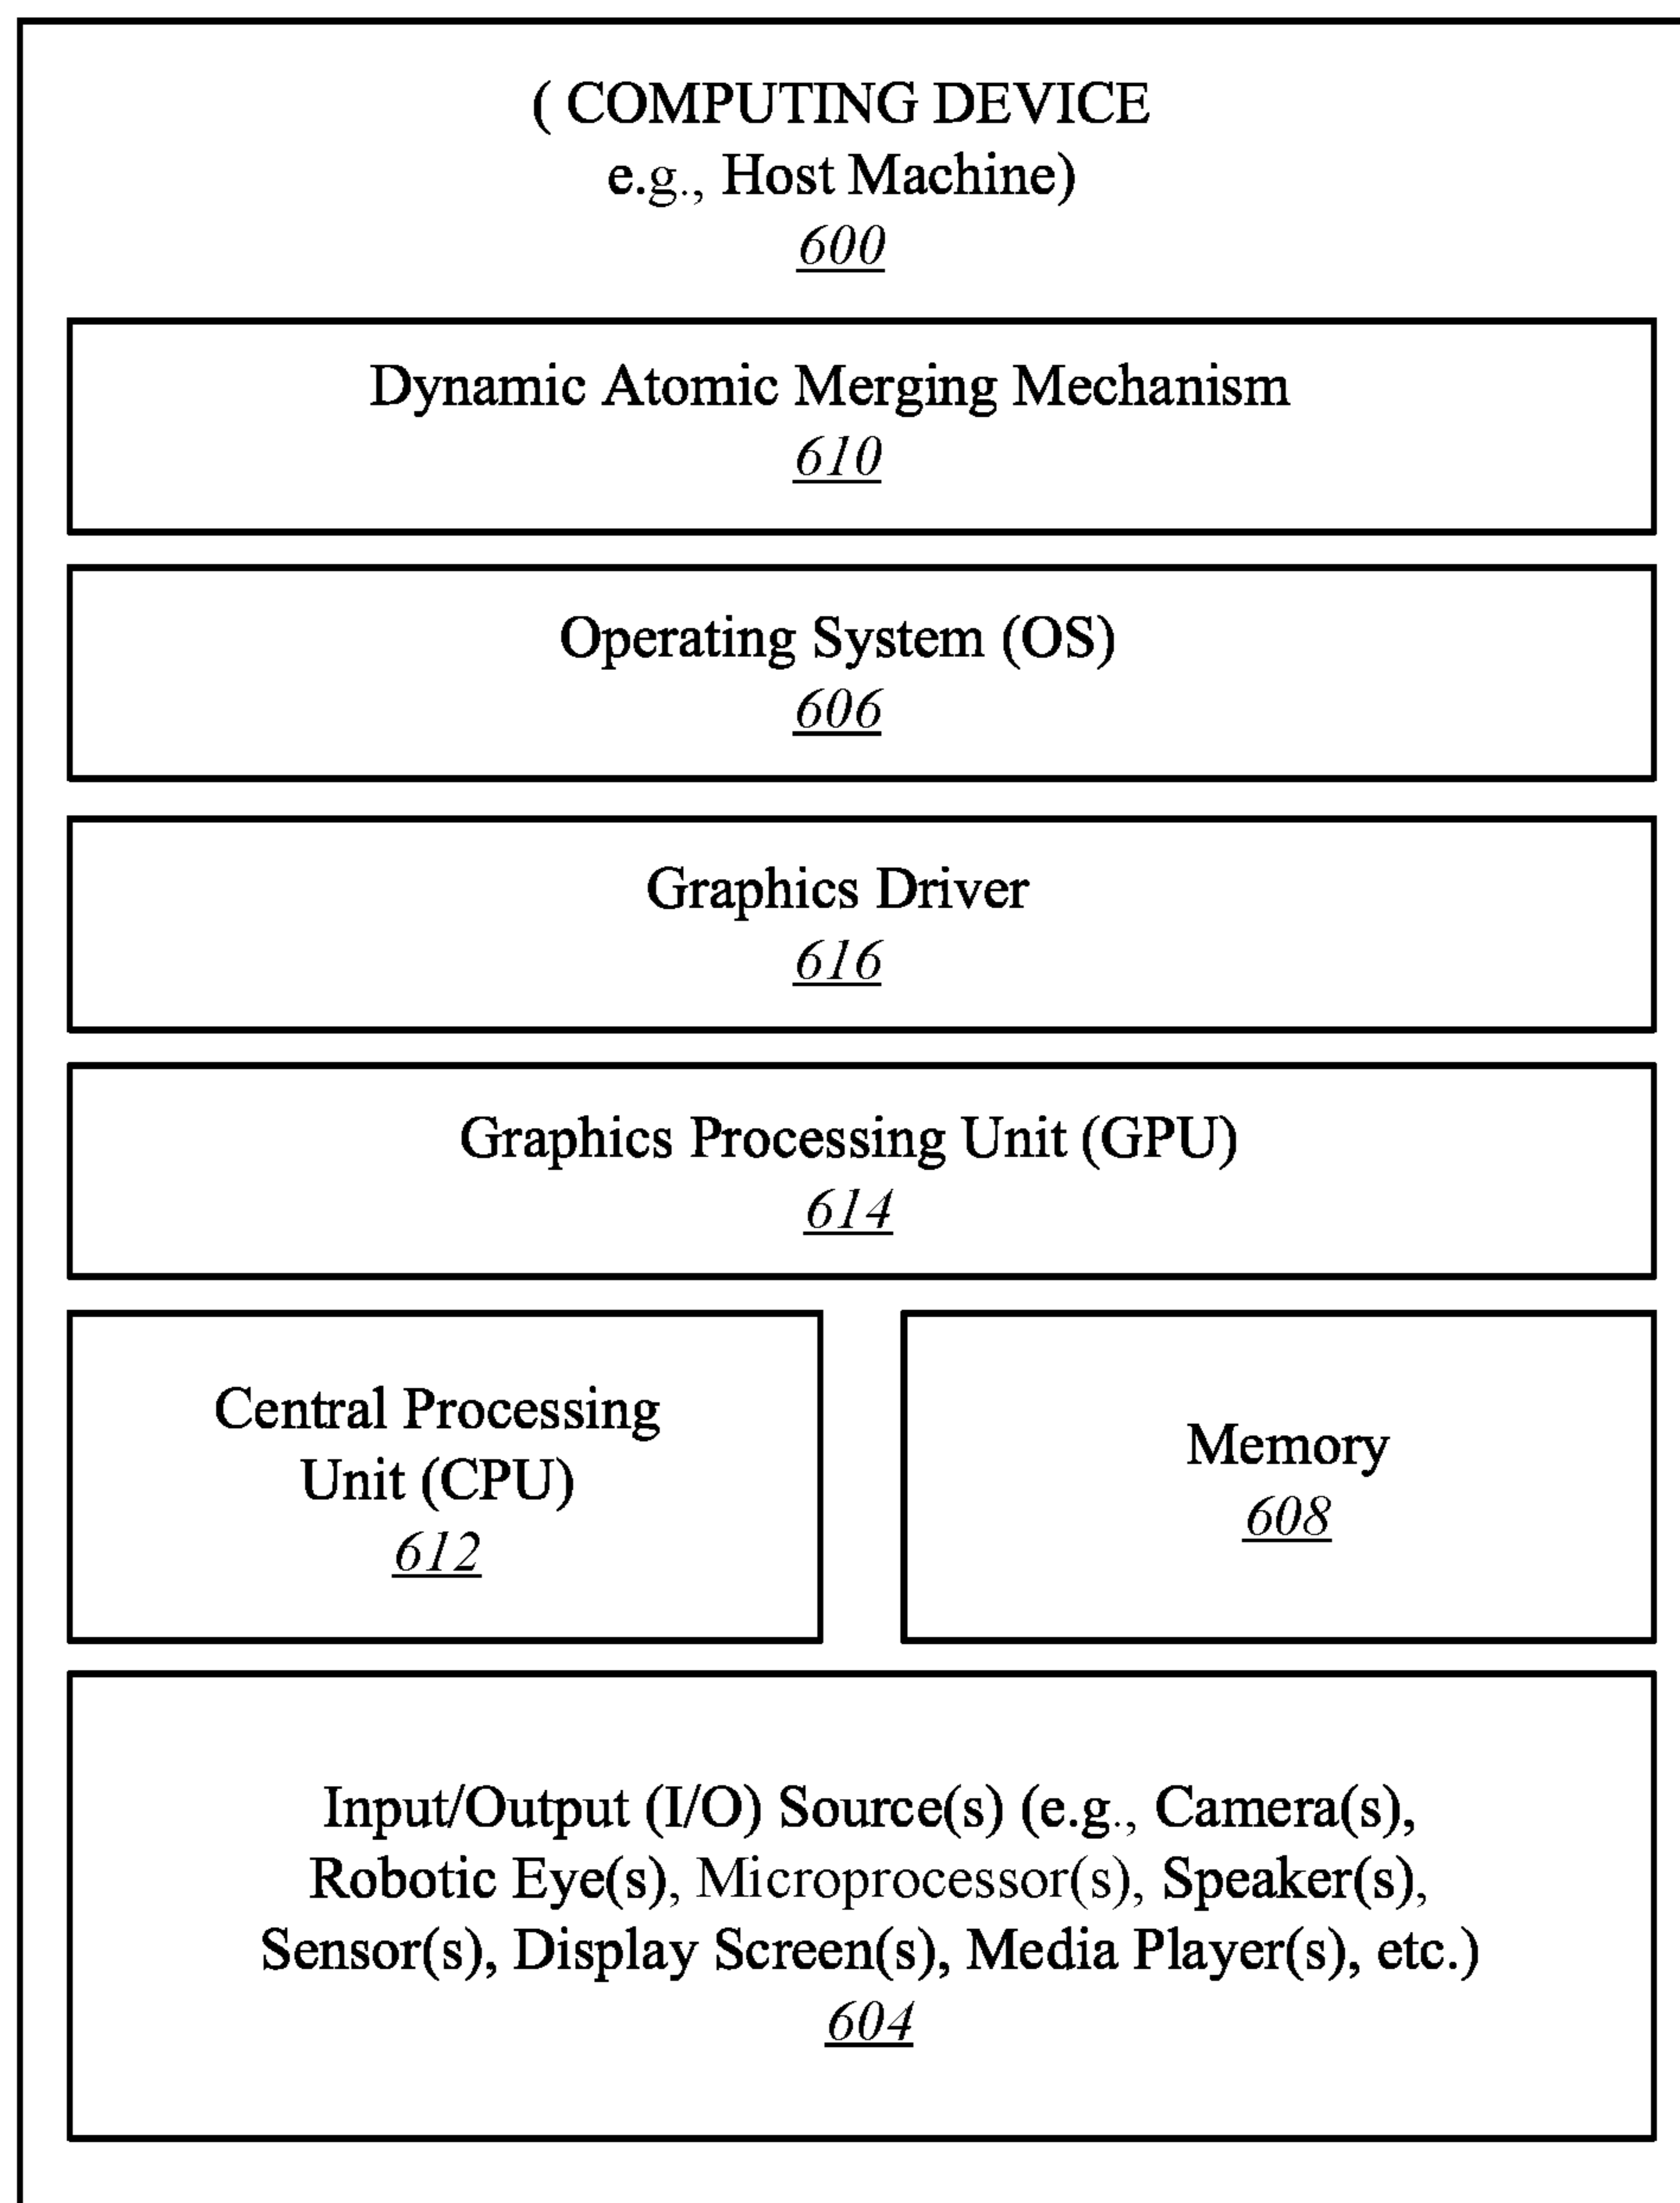 ( COMPUTING DEVICE
e.g., Host Machine)
600
Dynamic Atomic Merging Mechanism
610
Operating System (OS)
606
Graphics Driver
616
Graphics Processing Unit (GPU)
614
Central Processing
Unit (CPU)
612
Memory
608
Input/Output (I/O) Source(s) (e.g., Camera(s),
Robotic Eye(s), Microprocessor(s), Speaker(s),
Sensor(s), Display Screen(s), Media Player(s), etc.)
604